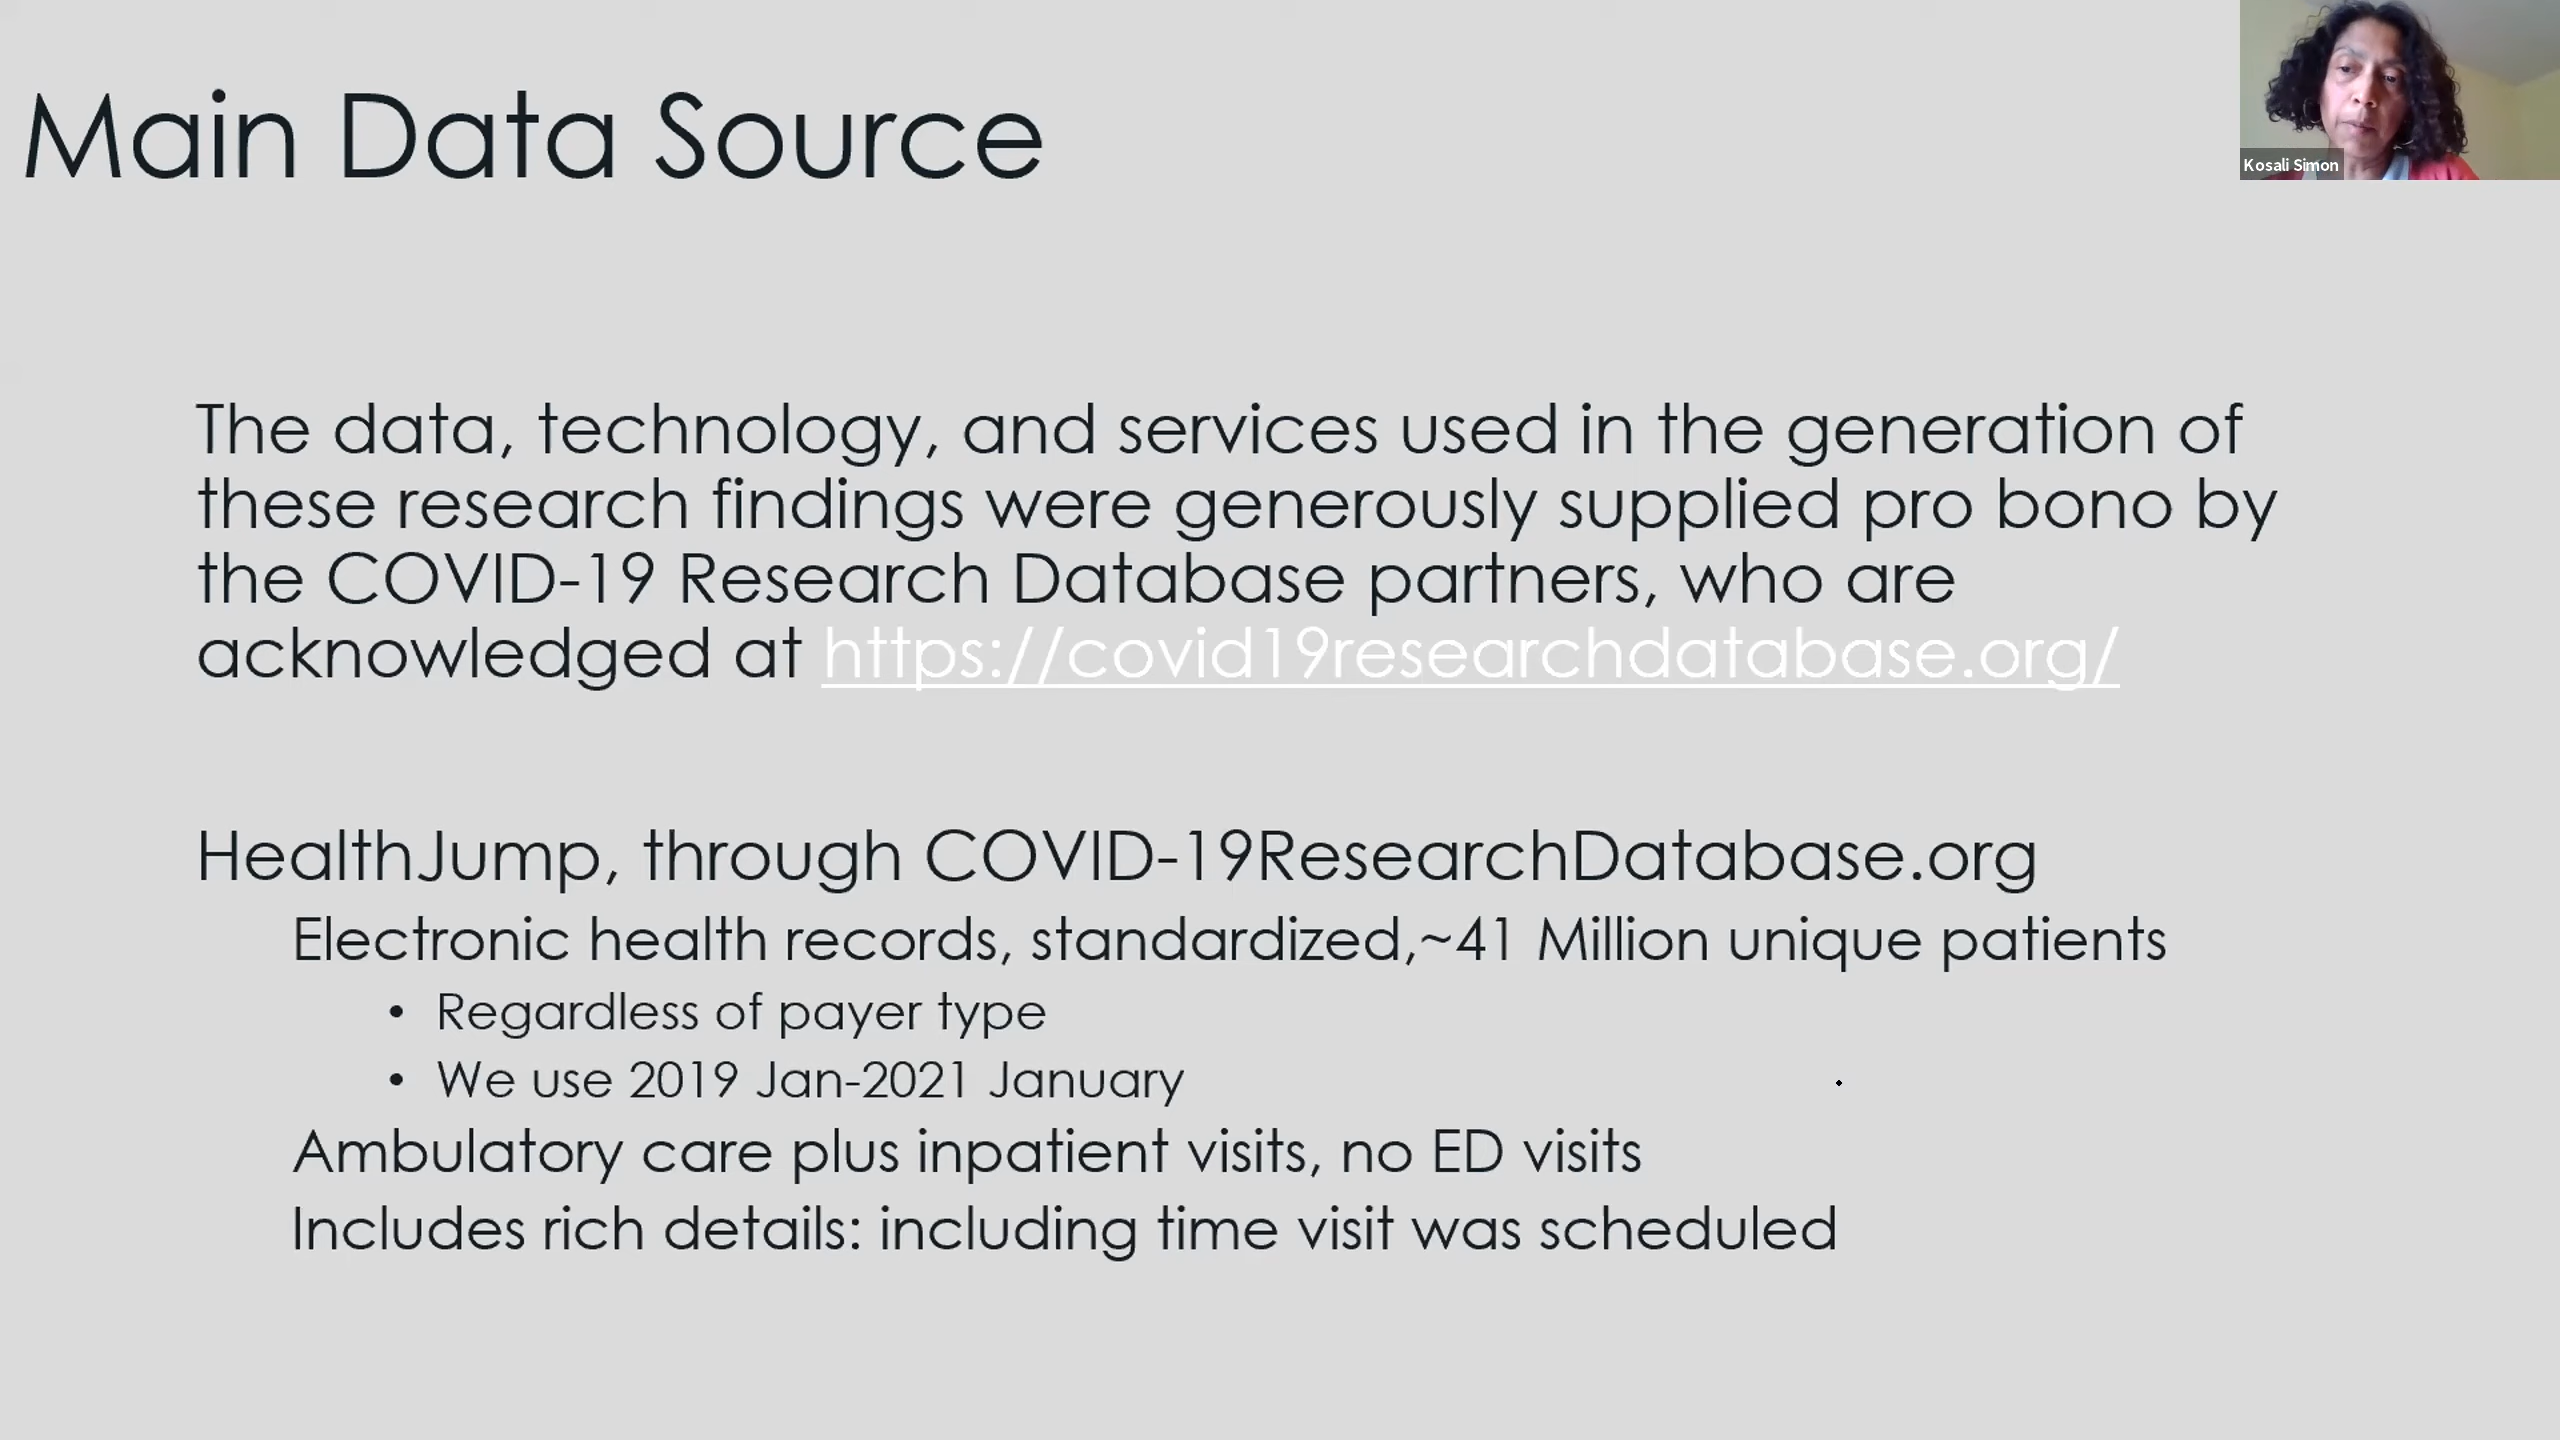 Main Data Source
Kosali Simon
The data, technology, and services used in the generation of
these research findings were generously supplied pro bono by
the COVID-19 Research Database partners, who are
acknowledged at https://covid19researchdatabase.org/
HealthJump, through COVID-19ResearchDatabase.org
Electronic health records, standardized,~41 Million unique patients
• Regardless of payer type
• We use 2019 Jan-2021 January
Ambulatory care plus inpatient visits, no ED visits
Includes rich details: including time visit was scheduled